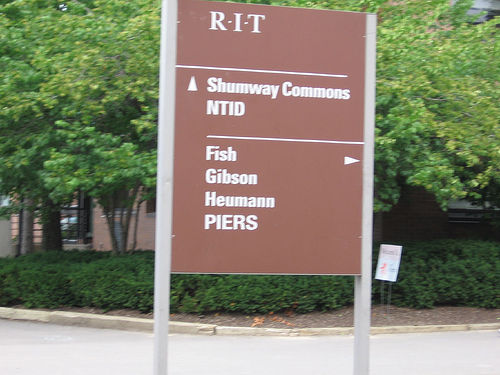 R·I·T
Shumway Commons
NTID
Fish
Gibson
Heumann
PIERS